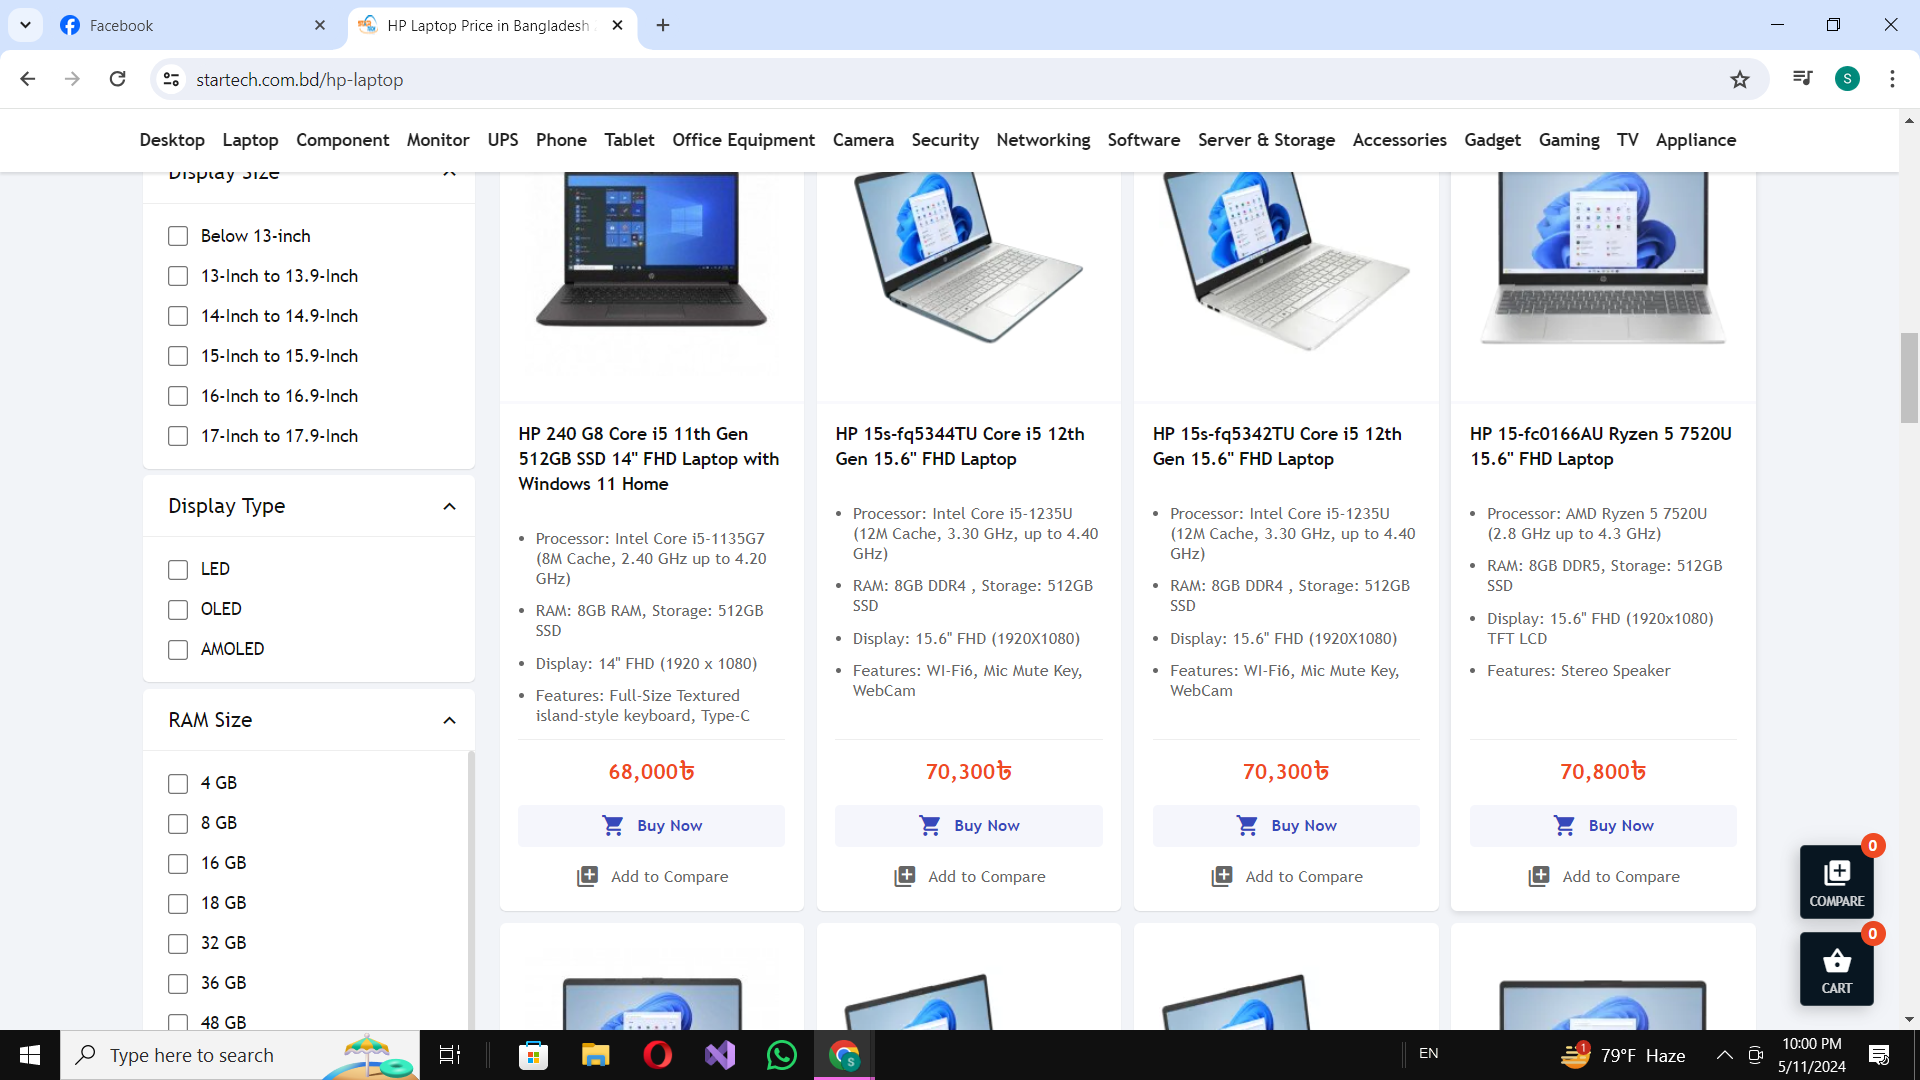 Facebook
HP Laptop Price in Bangladesh
startech.com.bd/hp-laptop
S
Desktop Laptop Component Monitor UPS Phone Tablet Office Equipment Camera Security Networking Software Server & Storage Accessories Gadget Gaming TV Appliance
Display Size
Below 13-inch
13-Inch to 13.9-Inch
14-Inch to 14.9-Inch
15-Inch to 15.9-Inch
16-Inch to 16.9-Inch
17-Inch to 17.9-Inch
Display Type
LED
OLED
AMOLED
RAM Size
4 GB
8 GB
16 GB
18 GB
32 GB
36 GB
48 GB
HP 240 G8 Core i5 11th Gen
512GB SSD 14" FHD Laptop with
Windows 11 Home
• Processor: Intel Core i5-1135G7
(8M Cache, 2.40 GHz up to 4.20
GHz)
• RAM: 8GB RAM, Storage: 512GB
SSD
• Display: 14" FHD (1920 x 1080)
• Features: Full-Size Textured
island-style keyboard, Type-C
68,000৳
Buy Now
Add to Compare
HP 15s-fq5344TU Core i5 12th
Gen 15.6" FHD Laptop
• Processor: Intel Core i5-1235U
(12M Cache, 3.30 GHz, up to 4.40
GHz)
• RAM: 8GB DDR4 , Storage: 512GB
SSD
• Display: 15.6" FHD (1920X1080)
• Features: WI-Fi6, Mic Mute Key,
WebCam
70,300৳
Buy Now
Add to Compare
HP 15s-fq5342TU Core i5 12th
Gen 15.6" FHD Laptop
• Processor: Intel Core i5-1235U
(12M Cache, 3.30 GHz, up to 4.40
GHz)
• RAM: 8GB DDR4 , Storage: 512GB
SSD
• Display: 15.6" FHD (1920X1080)
• Features: WI-Fi6, Mic Mute Key,
WebCam
70,300৳
Buy Now
Add to Compare
HP 15-fc0166AU Ryzen 5 7520U
15.6" FHD Laptop
• Processor: AMD Ryzen 5 7520U
(2.8 GHz up to 4.3 GHz)
• RAM: 8GB DDR5, Storage: 512GB
SSD
• Display: 15.6" FHD (1920x1080)
TFT LCD
• Features: Stereo Speaker
70,800৳
Buy Now
Add to Compare
0
COMPARE
0
CART
Type here to search
S
EN
1
79°F Haze
10:00 PM
5/11/2024